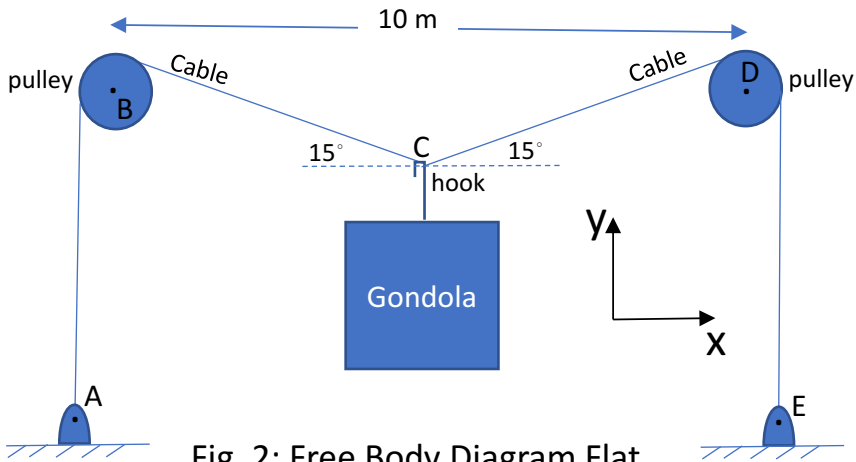 10 m
pulley
B
Cable
Cable
D
pulley
15°
C
15°
hook
Gondola
y
x
A
E
Fig. 2: Free Body Diagram Flat